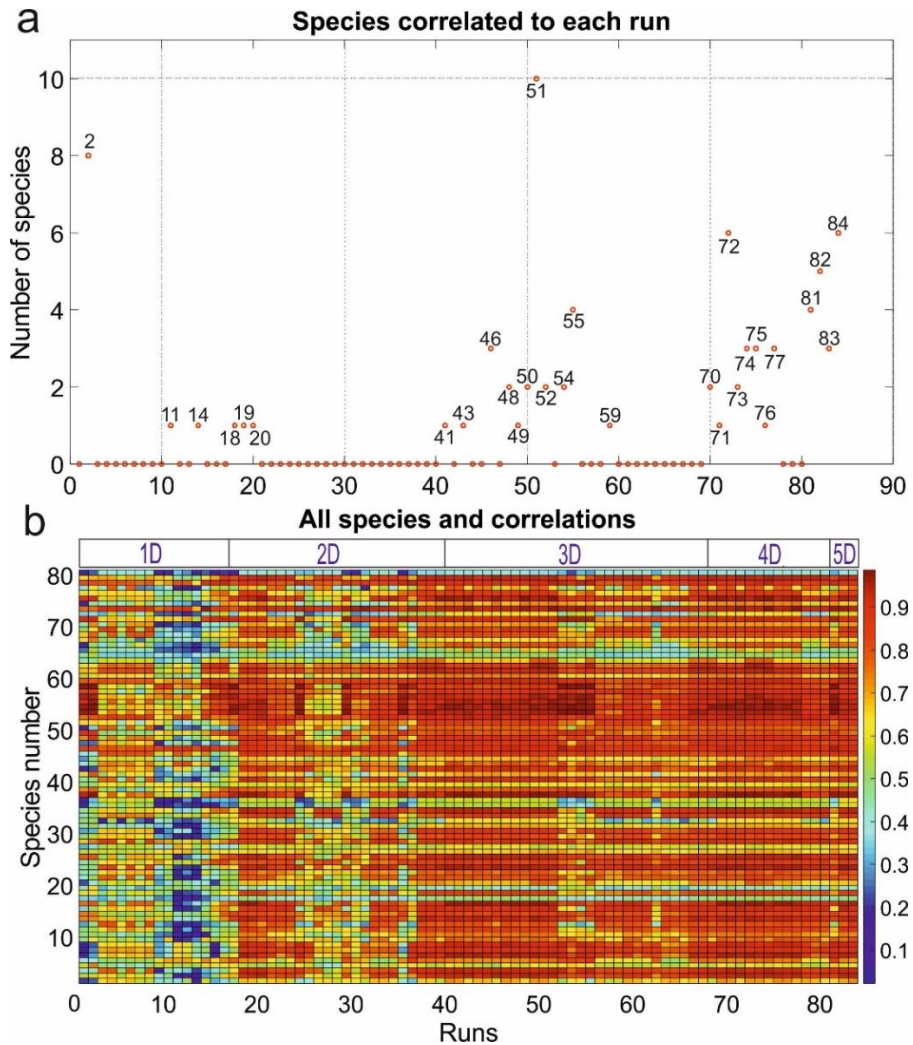 a
Species correlated to each run
Number of species
10
8
6
4
2
0
2
11 14 18 19 20
41 43 46 48 49 50 51 52 54 55 59
70 71 72 73 74 75 76 77
81 82 83 84
0 10 20 30 40 50 60 70 80 90
b
All species and correlations
1D 2D 3D 4D 5D
Species number
80
70
60
50
40
30
20
10
0 10 20 30 40 50 60 70 80
Runs
0.9
0.8
0.7
0.6
0.5
0.4
0.3
0.2
0.1